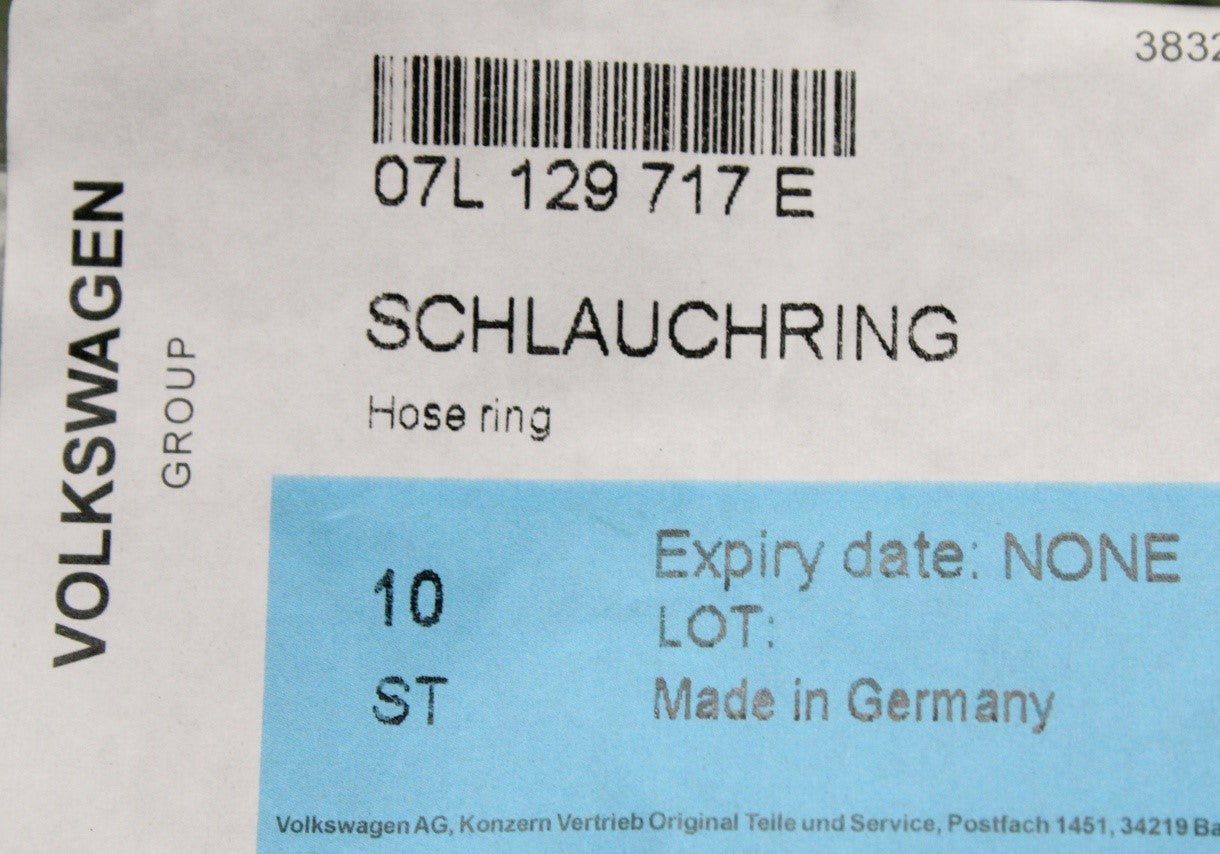 3832
07L 129 717 E
SCHLAUCHRING
Hose ring
VOLKSWAGEN
GROUP
10
ST
Expiry date: NONE
LOT:
Made in Germany
Volkswagen AG, Konzern Vertrieb Original Teile und Service, Postfach 1451, 34219 Ba